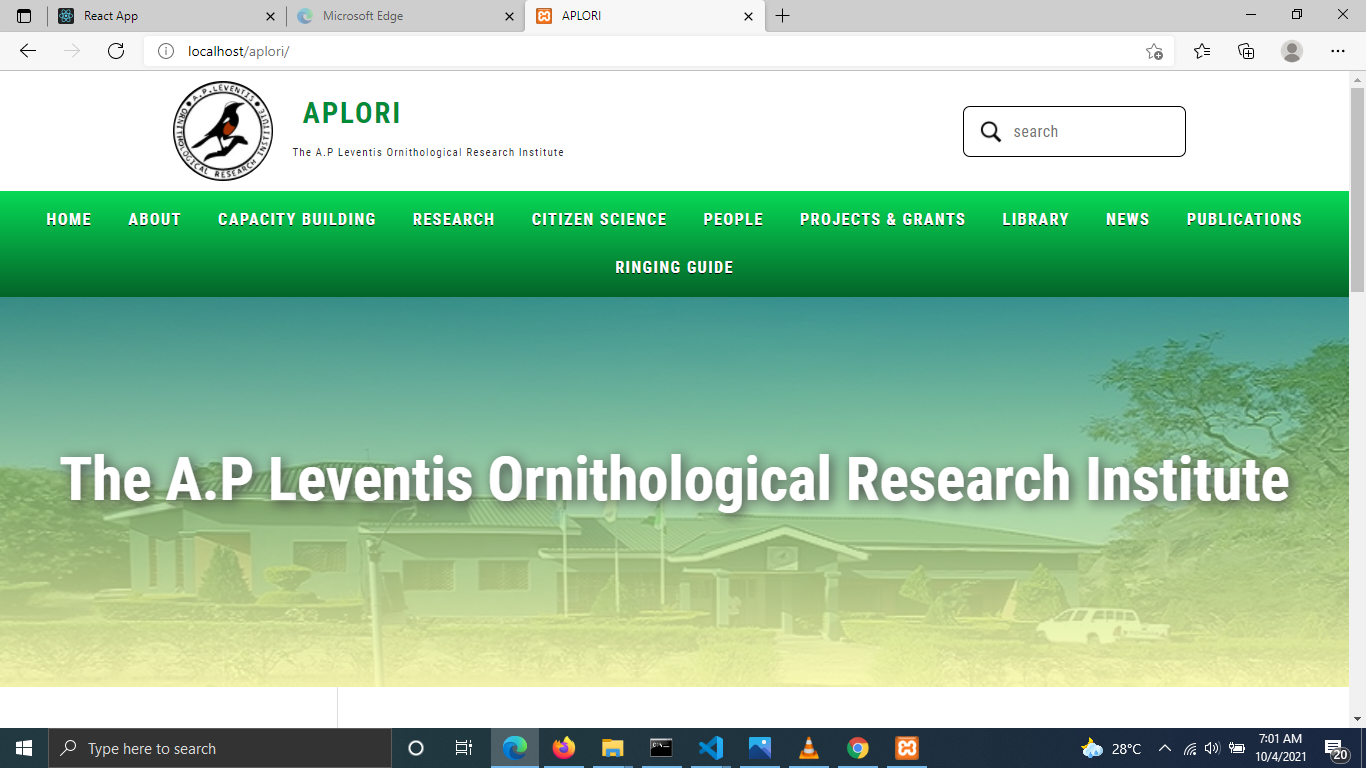 React App
Microsoft Edge
APLORI
localhost/aplori/
A.P. LEVENTIS ORNITHOLOGICAL RESEARCH INSTITUTE
APLORI
The A.P Leventis Ornithological Research Institute
search
HOME ABOUT CAPACITY BUILDING RESEARCH CITIZEN SCIENCE PEOPLE PROJECTS & GRANTS LIBRARY NEWS PUBLICATIONS
RINGING GUIDE
The A.P Leventis Ornithological Research Institute
Type here to search
28°C
7:01 AM
10/4/2021
20